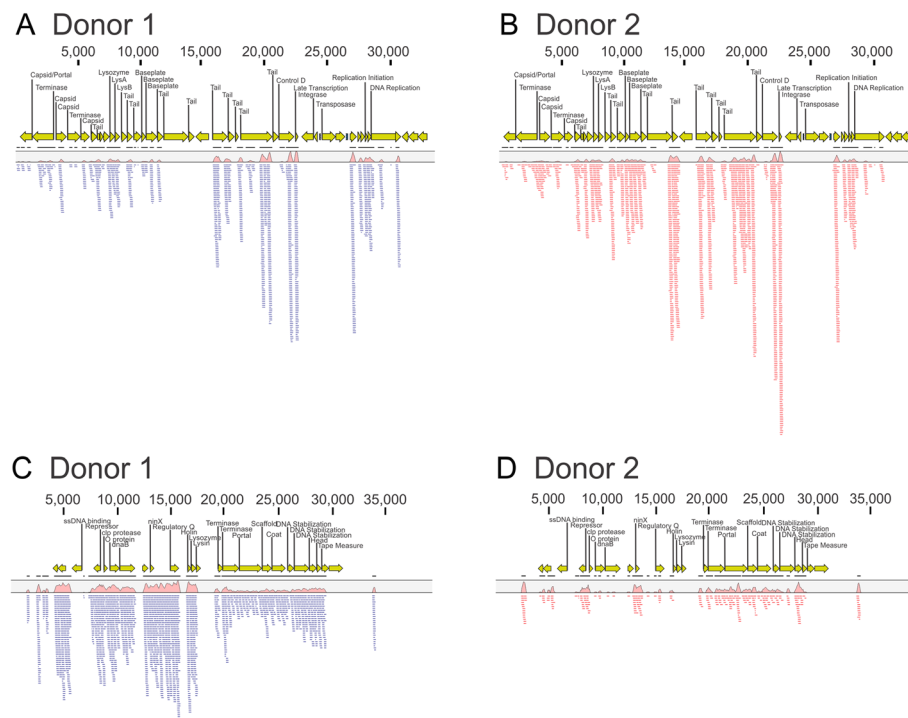 A Donor 1
5,000 10,000 15,000 20,000 25,000 30,000
Capsid/Portal
Terminase
Capsid
Capsid
Terminase
Capsid
Tail
Lysozyme
LysA
LysB
Tail
Tail
Baseplate
Baseplate
Baseplate
Tail
Tail
Tail
Tail
Tail
Tail
Tail
Control D
Late Transcription
Integrase
Transposase
Replication Initiation
DNA Replication
B Donor 2
5,000 10,000 15,000 20,000 25,000 30,000
Capsid/Portal
Terminase
Capsid
Capsid
Terminase
Capsid
Tail
Lysozyme
LysA
LysB
Tail
Tail
Baseplate
Baseplate
Baseplate
Tail
Tail
Tail
Tail
Tail
Tail
Tail
Control D
Late Transcription
Integrase
Transposase
Replication Initiation
DNA Replication
C Donor 1
5,000 10,000 15,000 20,000 25,000 30,000 35,000
ssDNA binding
Repressor
clp protease
O protein
dnaB
ninX
Regulatory Q
Holin
Lysozyme
Lysin
Terminase
Terminase
Portal
Scaffold
Coat
DNA Stabilization
DNA Stabilization
DNA Stabilization
Head
Tape Measure
D Donor 2
5,000 10,000 15,000 20,000 25,000 30,000 35,000
ssDNA binding
Repressor
clp protease
O protein
dnaB
ninX
Regulatory Q
Holin
Lysozyme
Lysin
Terminase
Terminase
Portal
Scaffold
Coat
DNA Stabilization
DNA Stabilization
DNA Stabilization
Head
Tape Measure